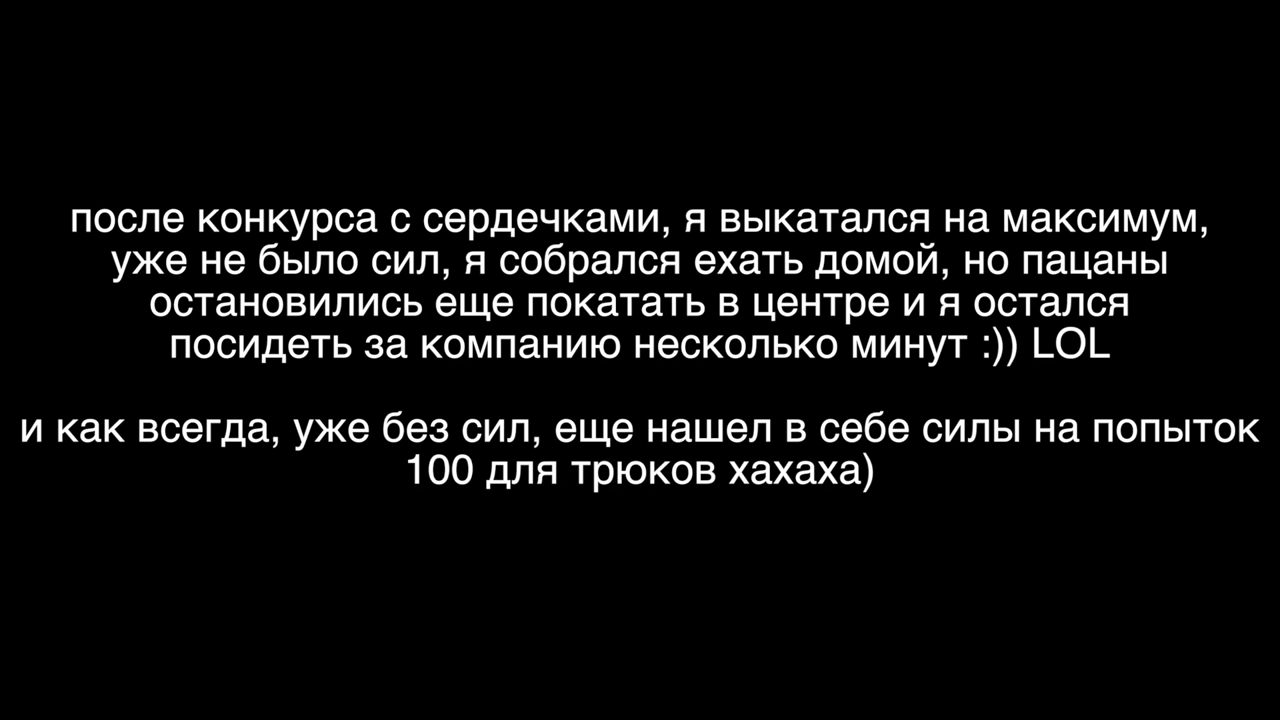 после конкурса с сердечками, я выкатался на максимум,
уже не было сил, я собрался ехать домой, но пацаны
остановились еще покатать в центре и я остался
посидеть за компанию несколько минут :)) LOL
и как всегда, уже без сил, еще нашел в себе силы на попыток
100 для трюков хахаха)